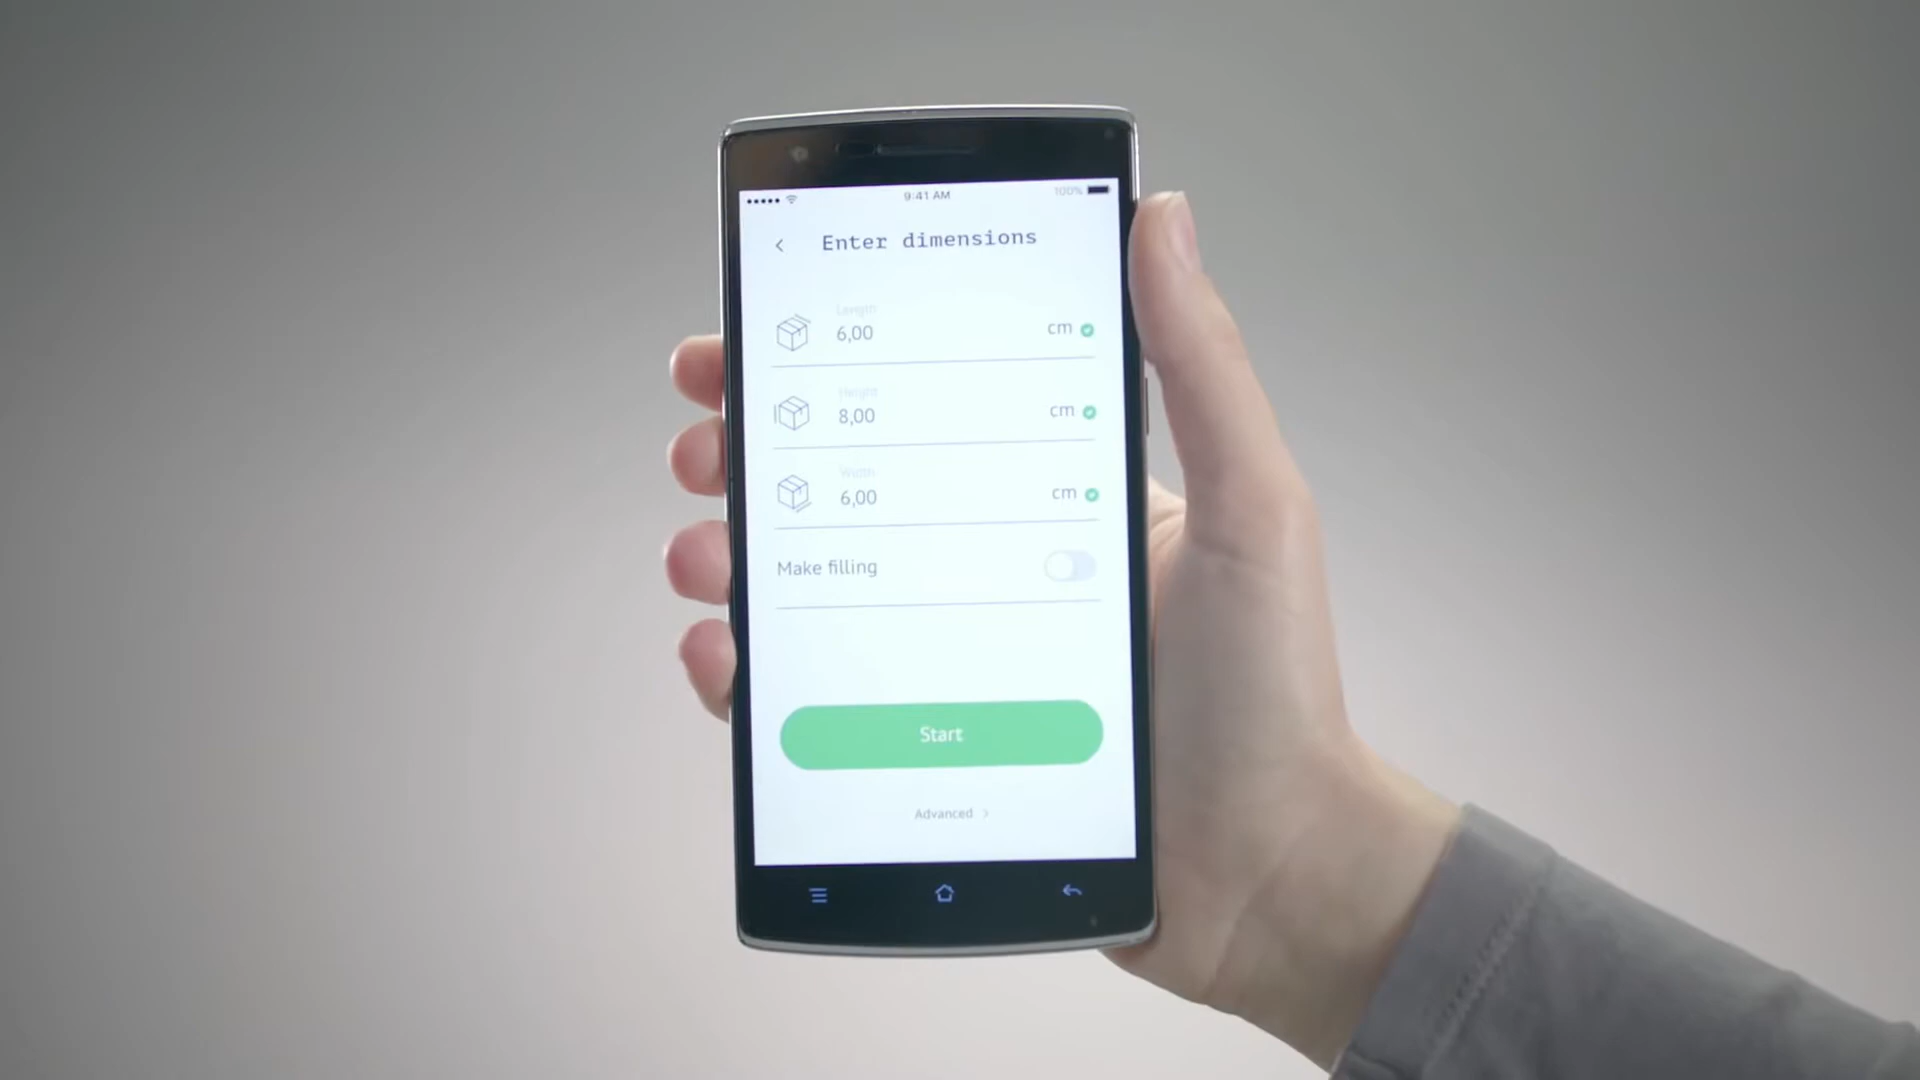 9:41 AM 100%
Enter dimensions
Length
6,00 cm
Height
8,00 cm
Width
6,00 cm
Make filling
Start
Advanced